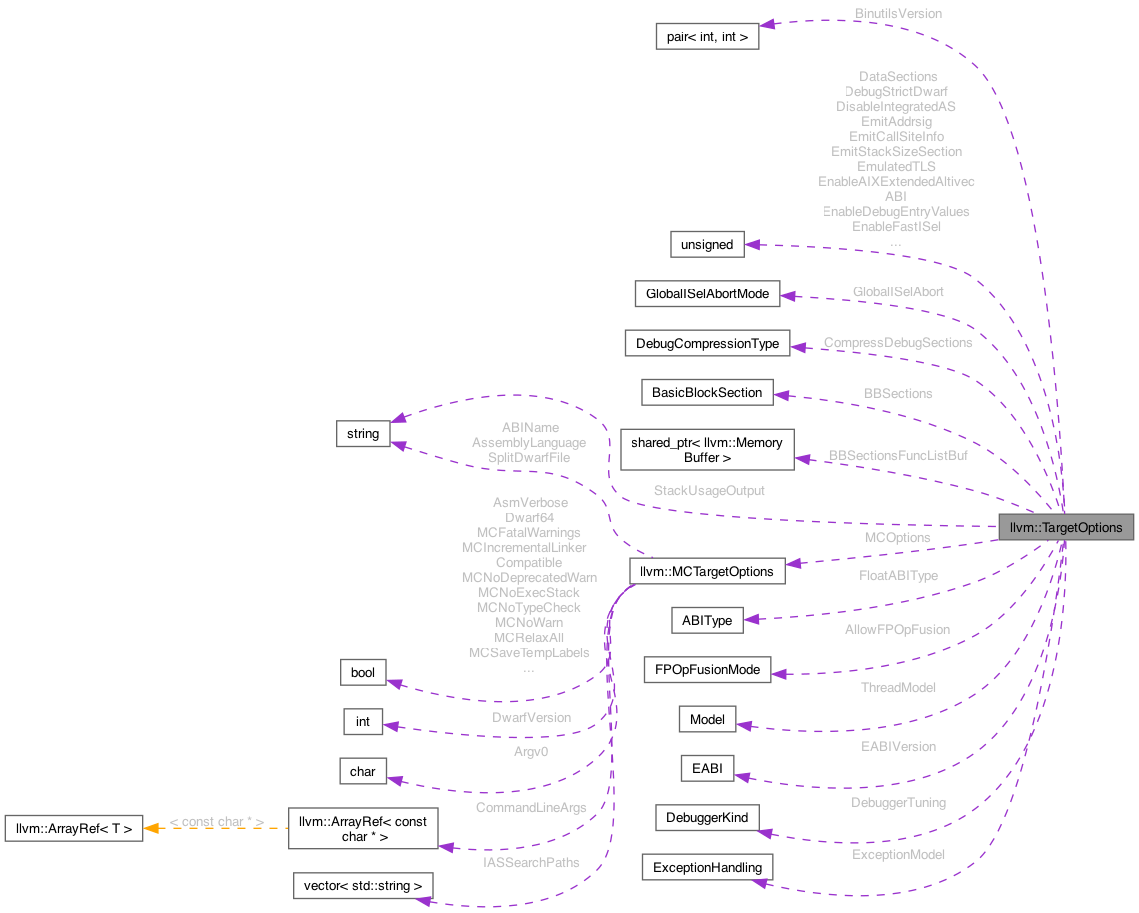 BinutilsVersion
pair< int, int >
DataSections
DebugStrictDwarf
DisableIntegratedAS
EmitAddrsig
EmitCallSiteInfo
EmitStackSizeSection
EmulatedTLS
EnableAIXExtendedAltivec
ABI
EnableDebugEntryValues
EnableFastISel
...
unsigned
GlobalISelAbortMode
GlobalISelAbort
DebugCompressionType
CompressDebugSections
BasicBlockSection
BBSections
string
ABIName
AssemblyLanguage
SplitDwarfFile
shared_ptr< llvm::Memory
Buffer >
BBSectionsFuncListBuf
StackUsageOutput
llvm::TargetOptions
AsmVerbose
Dwarf64
MCFatalWarnings
MCIncrementalLinker
Compatible
MCNoDeprecatedWarn
MCNoExecStack
MCNoTypeCheck
MCNoWarn
MCRelaxAll
MCSaveTempLabels
...
MCOptions
llvm::MCTargetOptions
FloatABIType
ABIType
AllowFPOpFusion
FPOpFusionMode
bool
ThreadModel
Model
int
DwarfVersion
EABIVersion
EABI
char
Argv0
DebuggerTuning
DebuggerKind
llvm::ArrayRef< T >
< const char * >
llvm::ArrayRef< const
char * >
CommandLineArgs
ExceptionModel
ExceptionHandling
IASSearchPaths
vector< std::string >